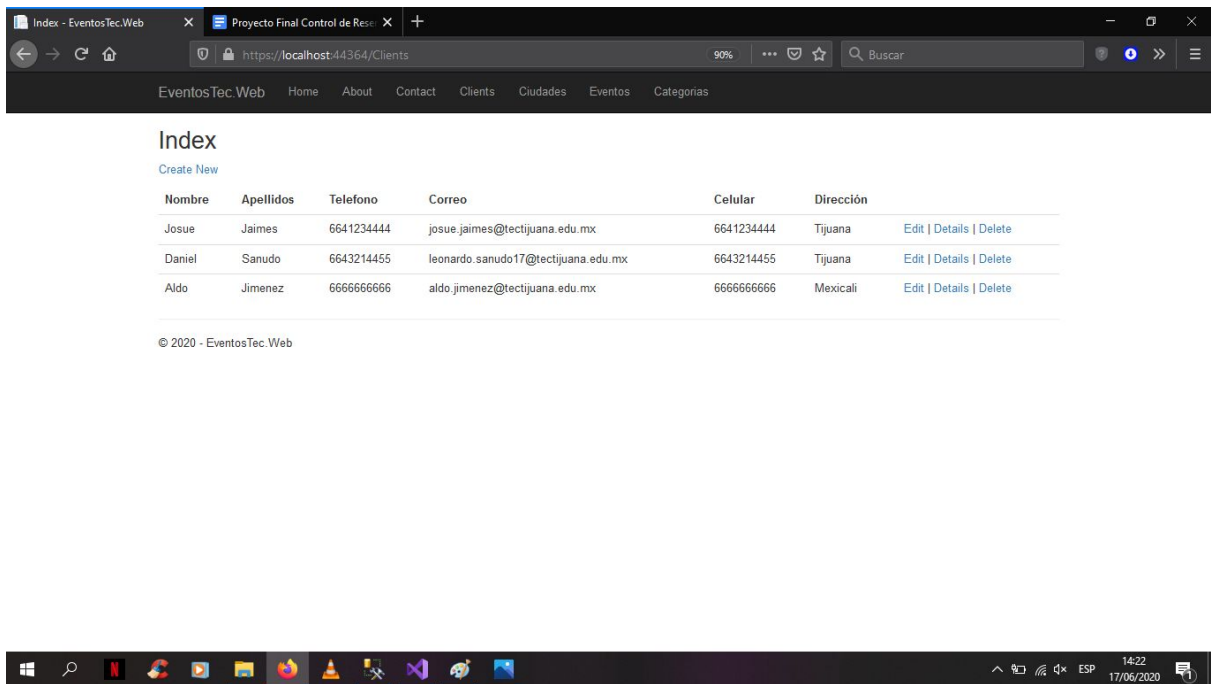 Index - EventosTec.Web
Proyecto Final Control de Reser
https://localhost:44364/Clients
90%
Buscar
EventosTec.Web Home About Contact Clients Ciudades Eventos Categorias
Index
Create New
Nombre Apellidos Telefono Correo Celular Dirección
Josue Jaimes 6641234444 josue.jaimes@tectijuana.edu.mx 6641234444 Tijuana Edit | Details | Delete
Daniel Sanudo 6643214455 leonardo.sanudo17@tectijuana.edu.mx 6643214455 Tijuana Edit | Details | Delete
Aldo Jimenez 6666666666 aldo.jimenez@tectijuana.edu.mx 6666666666 Mexicali Edit | Details | Delete
© 2020 - EventosTec.Web
N
ESP
14:22
17/06/2020
1